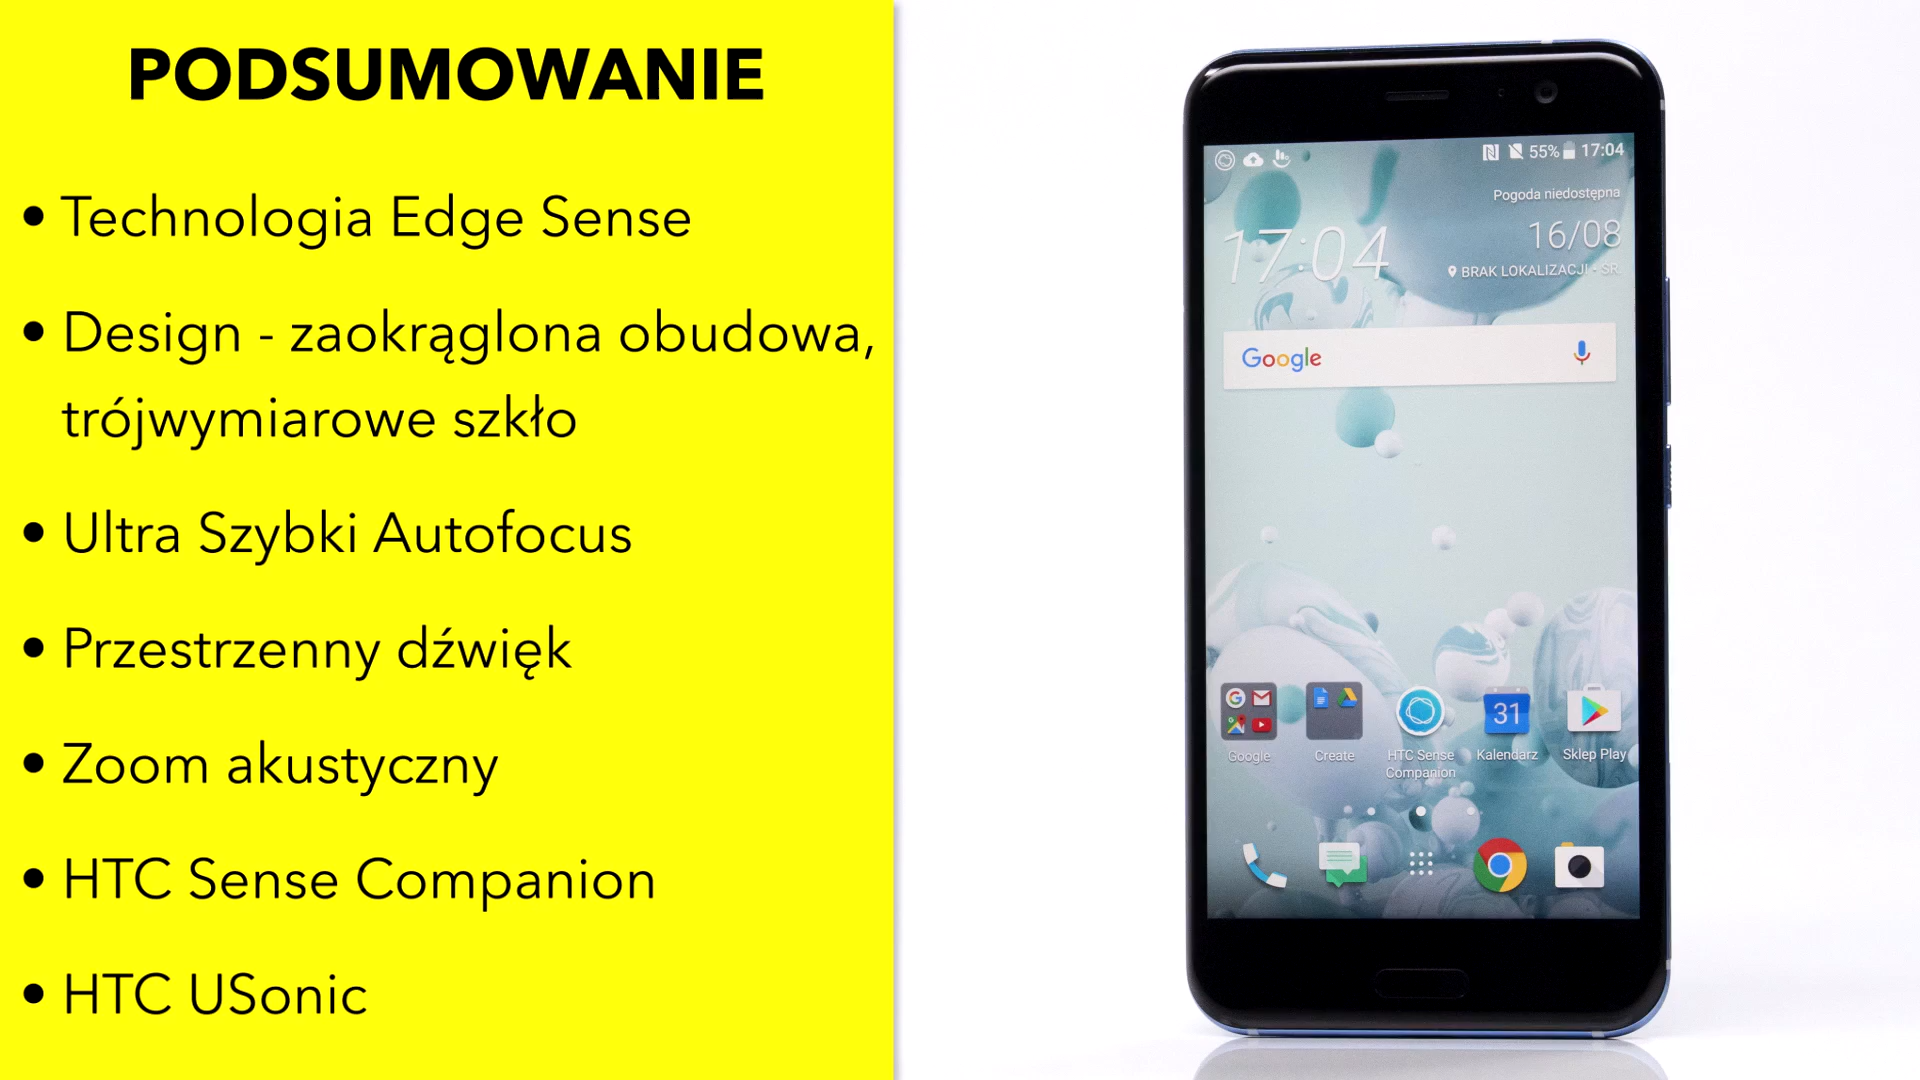 PODSUMOWANIE
• Technologia Edge Sense
• Design - zaokrąglona obudowa,
trójwymiarowe szkło
• Ultra Szybki Autofocus
• Przestrzenny dźwięk
• Zoom akustyczny
• HTC Sense Companion
• HTC USonic
55% 17:04
Pogoda niedostępna
17:04
16/08
BRAK LOKALIZACJI - ŚR.
Google
31
Google Create HTC Sense Kalendarz Sklep Play
Companion